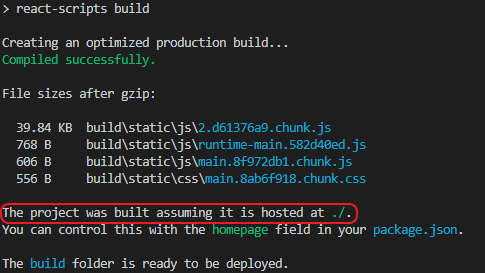 > react-scripts build
Creating an optimized production build...
Compiled successfully.
File sizes after gzip:
39.84 KB  build\static\js\2.d61376a9.chunk.js
768 B     build\static\js\runtime-main.582d40ed.js
606 B     build\static\js\main.8f972db1.chunk.js
556 B     build\static\css\main.8ab6f918.chunk.css
The project was built assuming it is hosted at ./.
You can control this with the homepage field in your package.json.
The build folder is ready to be deployed.